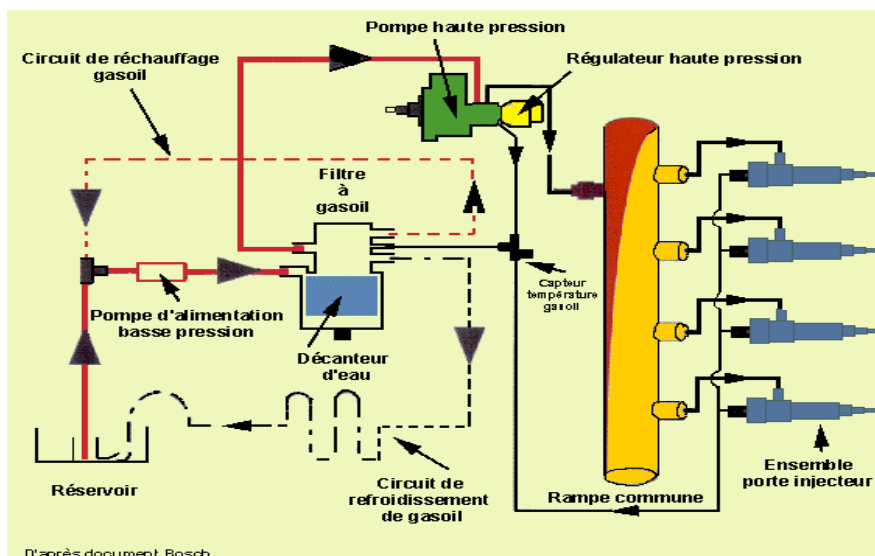 Pompe haute pression
Circuit de réchauffage
gasoil
Régulateur haute pression
Filtre
à
gasoil
Capteur
température
gasoil
Pompe d'alimentation
basse pression
Décanteur
d'eau
Réservoir
Circuit de
refroidissement
de gasoil
Rampe commune
Ensemble
porte injecteur
D'après document Bosch